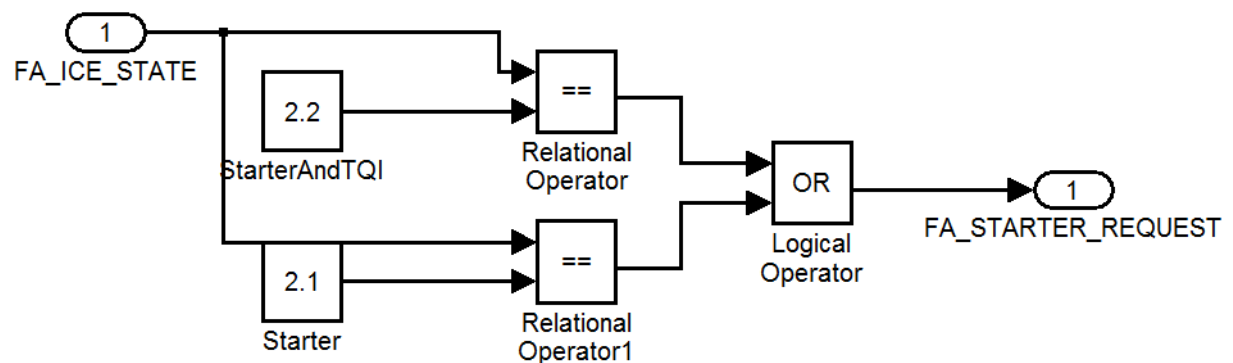 1
FA_ICE_STATE
2.2
StarterAndTQI
==
Relational
Operator
OR
Logical
Operator
1
FA_STARTER_REQUEST
2.1
Starter
==
Relational
Operator1